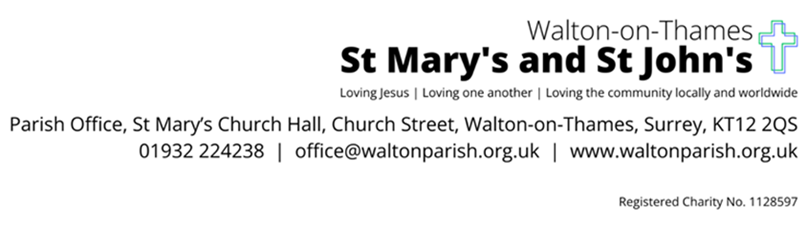 Walton-on-Thames
St Mary's and St John's
Loving Jesus | Loving one another | Loving the community locally and worldwide
Parish Office, St Mary’s Church Hall, Church Street, Walton-on-Thames, Surrey, KT12 2QS
01932 224238 | office@waltonparish.org.uk | www.waltonparish.org.uk
Registered Charity No. 1128597